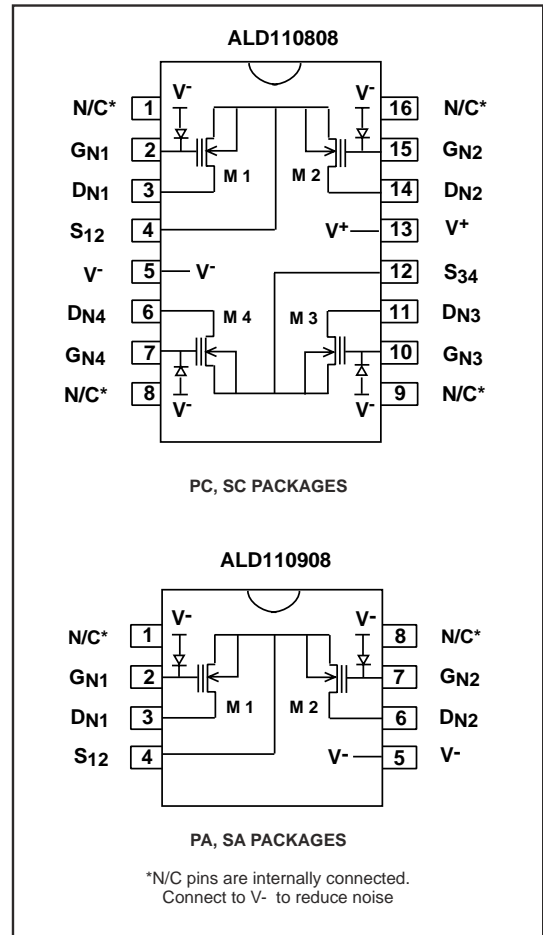 ALD110808
V- V-
N/C* 1 16 N/C*
GN1 2 15 GN2
M 1 M 2
DN1 3 14 DN2
S12 4 V+ 13 V+
V- 5 V- 12 S34
DN4 6 M 4 M 3 11 DN3
GN4 7 10 GN3
N/C* 8 V- V- 9 N/C*
PC, SC PACKAGES
ALD110908
V- V-
N/C* 1 8 N/C*
GN1 2 7 GN2
M 1 M 2
DN1 3 6 DN2
S12 4 V- 5 V-
PA, SA PACKAGES
*N/C pins are internally connected.
Connect to V- to reduce noise